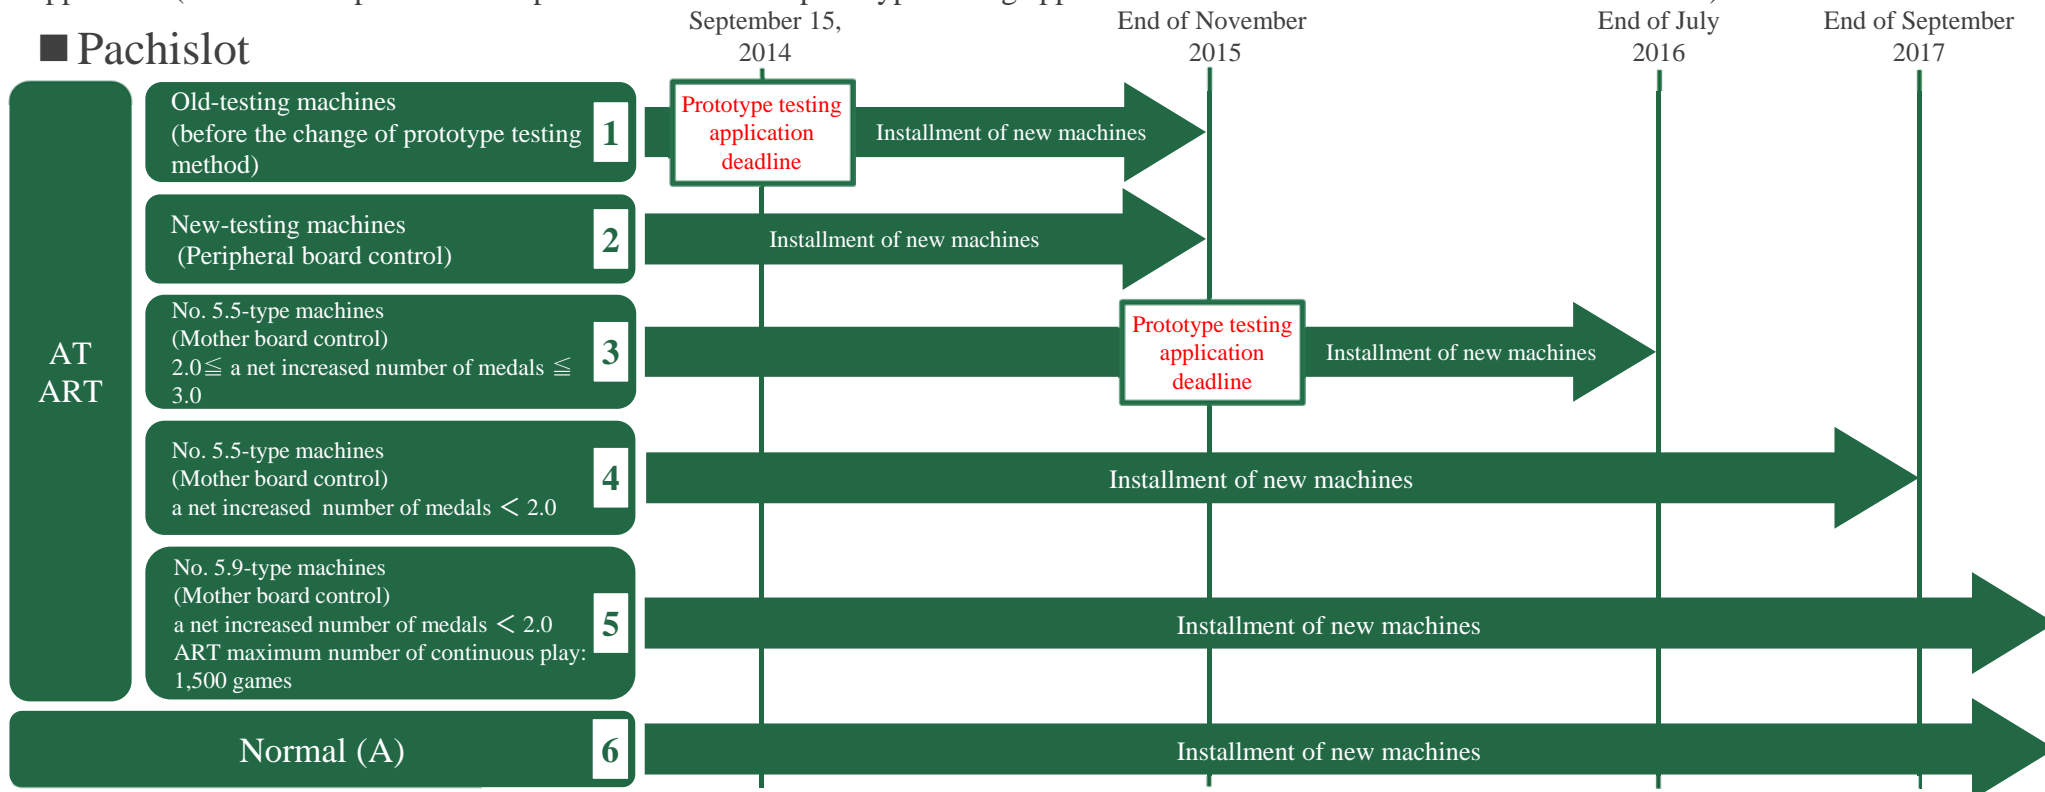 September 15,
2014
End of November
2015
End of July
2016
End of September
2017
■ Pachislot
AT
ART
Old-testing machines
(before the change of prototype testing
method)
1
Prototype testing
application
deadline
Installment of new machines
New-testing machines
(Peripheral board control)
2
Installment of new machines
No. 5.5-type machines
(Mother board control)
2.0≦ a net increased number of medals ≦
3.0
3
Prototype testing
application
deadline
Installment of new machines
No. 5.5-type machines
(Mother board control)
a net increased number of medals < 2.0
4
Installment of new machines
No. 5.9-type machines
(Mother board control)
a net increased number of medals < 2.0
ART maximum number of continuous play:
1,500 games
5
Installment of new machines
Normal (A)
6
Installment of new machines